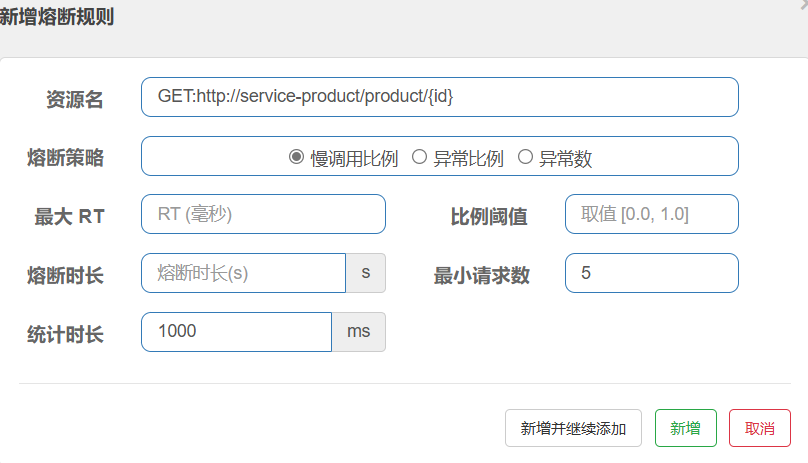 新增熔断规则
资源名 GET:http://service-product/product/{id}
熔断策略 慢调用比例 异常比例 异常数
最大 RT RT (毫秒) 比例阈值 取值 [0.0, 1.0]
熔断时长 熔断时长(s) s 最小请求数 5
统计时长 1000 ms
新增并继续添加 新增 取消